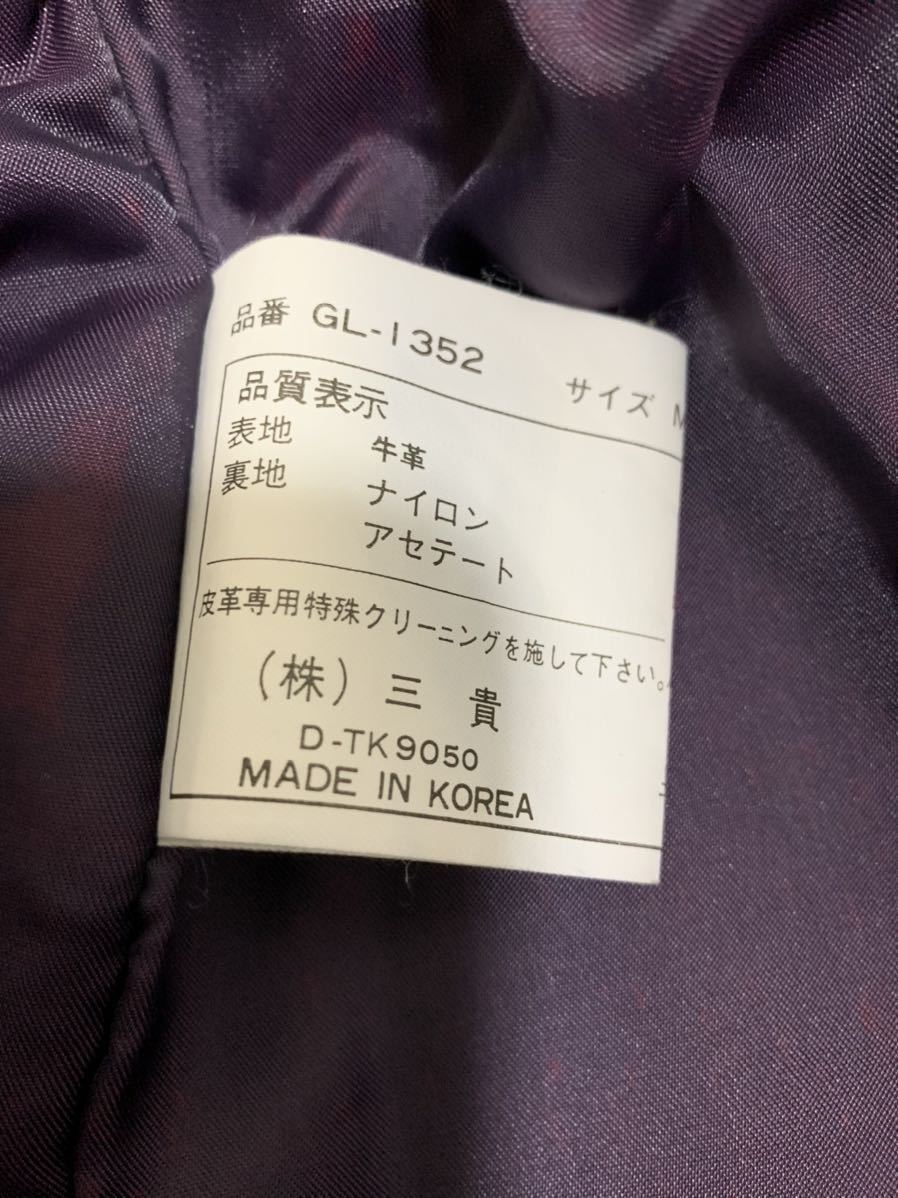 品番 GL-1352 サイズ M
品質表示
表地 牛革
裏地 ナイロン
アセテート
皮革専用特殊クリーニングを施して下さい。
(株) 三貴
D-TK9050
MADE IN KOREA